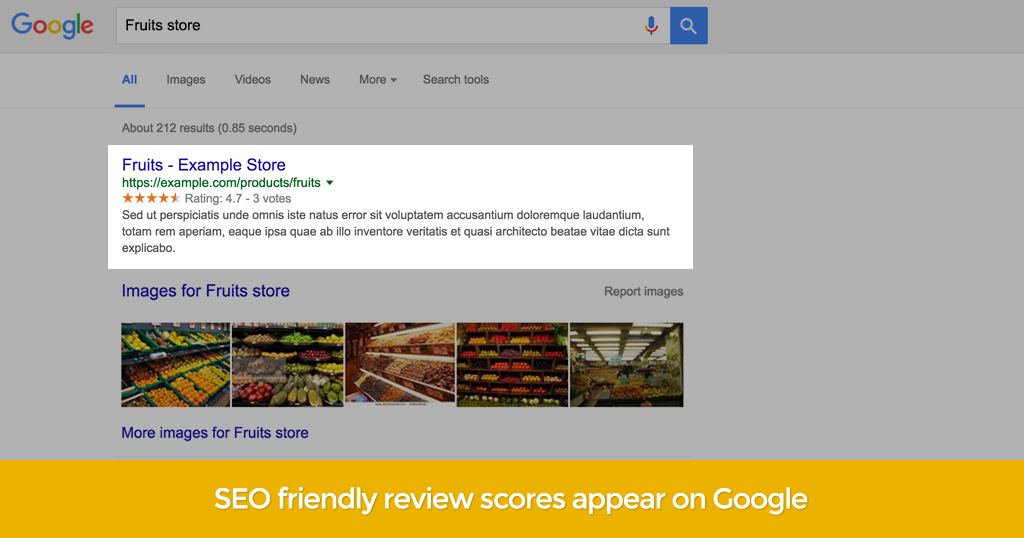 Google
Fruits store
All Images Videos News More Search tools
About 212 results (0.85 seconds)
Fruits - Example Store
https://example.com/products/fruits
Rating: 4.7 - 3 votes
Sed ut perspiciatis unde omnis iste natus error sit voluptatem accusantium doloremque laudantium,
totam rem aperiam, eaque ipsa quae ab illo inventore veritatis et quasi architecto beatae vitae dicta sunt
explicabo.
Images for Fruits store Report images
More images for Fruits store
SEO friendly review scores appear on Google